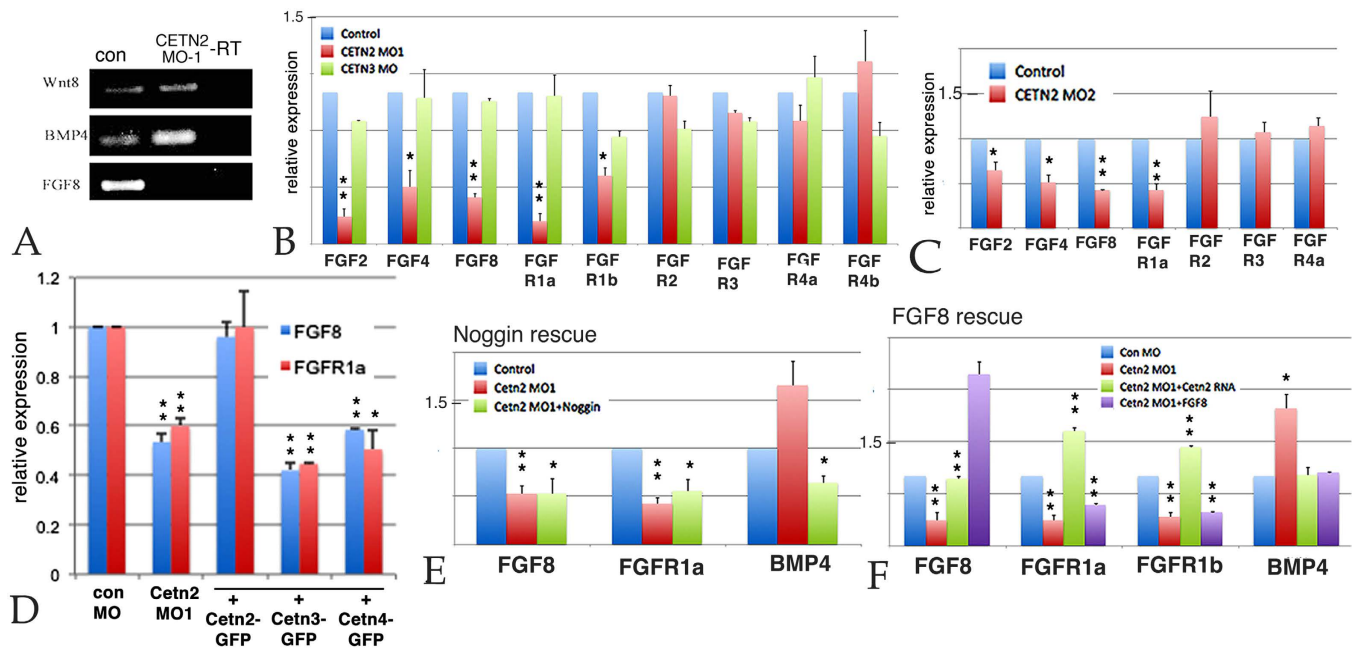 con
CETN2
MO-1
-RT
Wnt8
BMP4
FGF8
A
1.5
relative expression
Control
CETN2 MO1
CETN3 MO
* *
*
* *
* *
*
FGF2
FGF4
FGF8
FGF
R1a
FGF
R1b
FGF
R2
FGF
R3
FGF
R4a
FGF
R4b
B
1.5
relative expression
Control
CETN2 MO2
*
*
* *
* *
FGF2
FGF4
FGF8
FGF
R1a
FGF
R2
FGF
R3
FGF
R4a
C
1.2
1
0.8
0.6
0.4
0.2
0
relative expression
FGF8
FGFR1a
* *
* *
* *
* *
* *
*
con
MO
Cetn2
MO1
+
Cetn2-
GFP
+
Cetn3-
GFP
+
Cetn4-
GFP
D
Noggin rescue
1.5
Control
Cetn2 MO1
Cetn2 MO1+Noggin
* *
*
* *
*
*
FGF8
FGFR1a
BMP4
E
FGF8 rescue
1.5
Con MO
Cetn2 MO1
Cetn2 MO1+Cetn2 RNA
Cetn2 MO1+FGF8
* *
* *
* *
* *
* *
* *
* *
* *
*
FGF8
FGFR1a
FGFR1b
BMP4
F